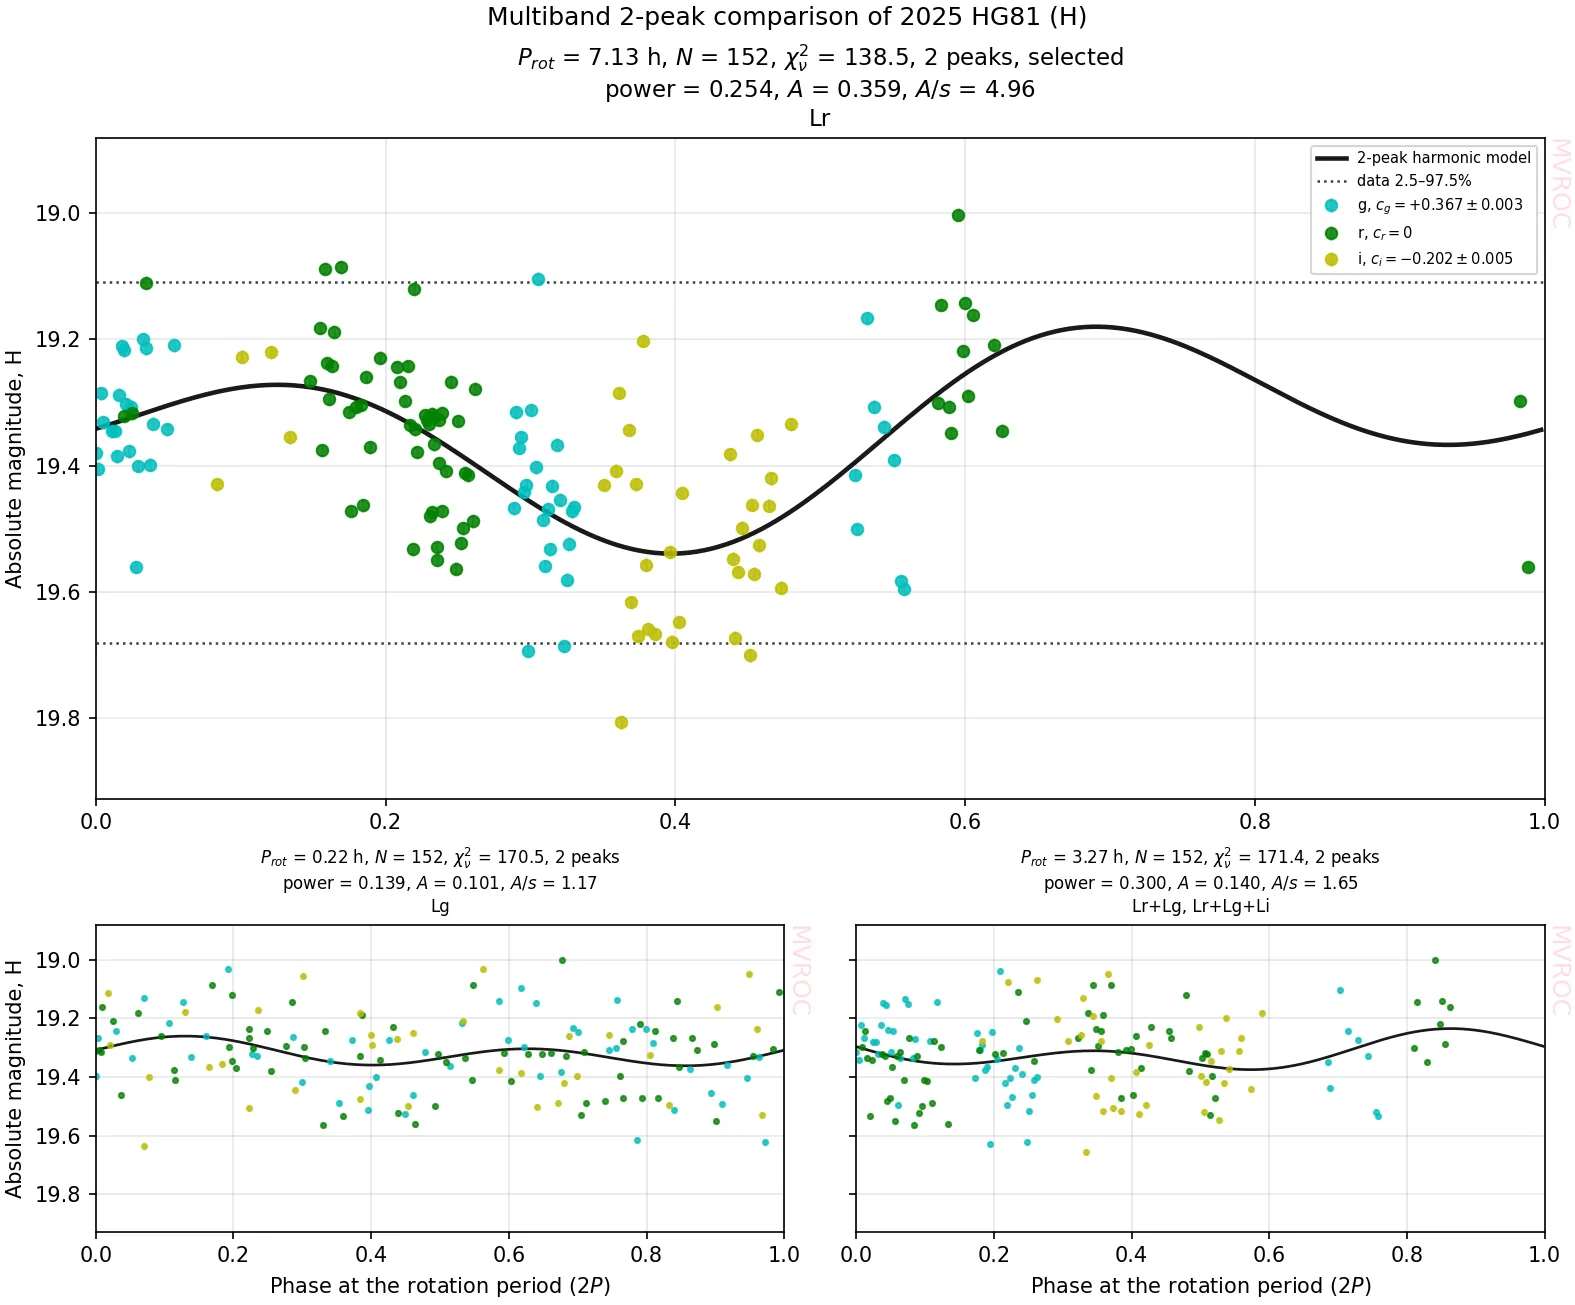 Multiband 2-peak comparison of 2025 HG81 (H)
P_rot = 7.13 h, N = 152, χ²_ν = 138.5, 2 peaks, selected
power = 0.254, A = 0.359, A/s = 4.96
Lr
MVROC
2-peak harmonic model
data 2.5–97.5%
g, c_g = +0.367 ± 0.003
r, c_r = 0
i, c_i = −0.202 ± 0.005
Absolute magnitude, H
19.0
19.2
19.4
19.6
19.8
0.0 0.2 0.4 0.6 0.8 1.0
P_rot = 0.22 h, N = 152, χ²_ν = 170.5, 2 peaks
power = 0.139, A = 0.101, A/s = 1.17
Lg
MVROC
Absolute magnitude, H
19.0
19.2
19.4
19.6
19.8
0.0 0.2 0.4 0.6 0.8 1.0
Phase at the rotation period (2P)
P_rot = 3.27 h, N = 152, χ²_ν = 171.4, 2 peaks
power = 0.300, A = 0.140, A/s = 1.65
Lr+Lg, Lr+Lg+Li
MVROC
0.0 0.2 0.4 0.6 0.8 1.0
Phase at the rotation period (2P)